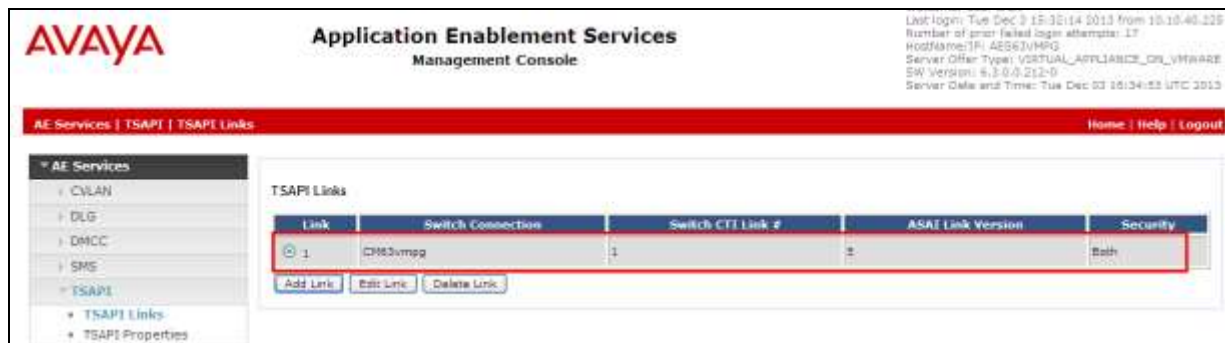 AVAYA
Application Enablement Services
Management Console
Last login: Tue Dec 3 15:32:14 2013 from 10.10.40.225
Number of prior failed login attempts: 17
HostName/IP: AES63VMPG
Server Offer Type: VIRTUAL_APPLIANCE_ON_VMWARE
SW Version: 6.3.0.0.212-0
Server Date and Time: Tue Dec 03 16:34:53 UTC 2013
AE Services | TSAPI | TSAPI Links
Home | Help | Logout
AE Services
CVLAN
DLG
DMCC
SMS
TSAPI
TSAPI Links
TSAPI Properties
TSAPI Links
Link Switch Connection Switch CTI Link # ASAI Link Version Security
1 CM63vmpg 1 5 Both
Add Link Edit Link Delete Link